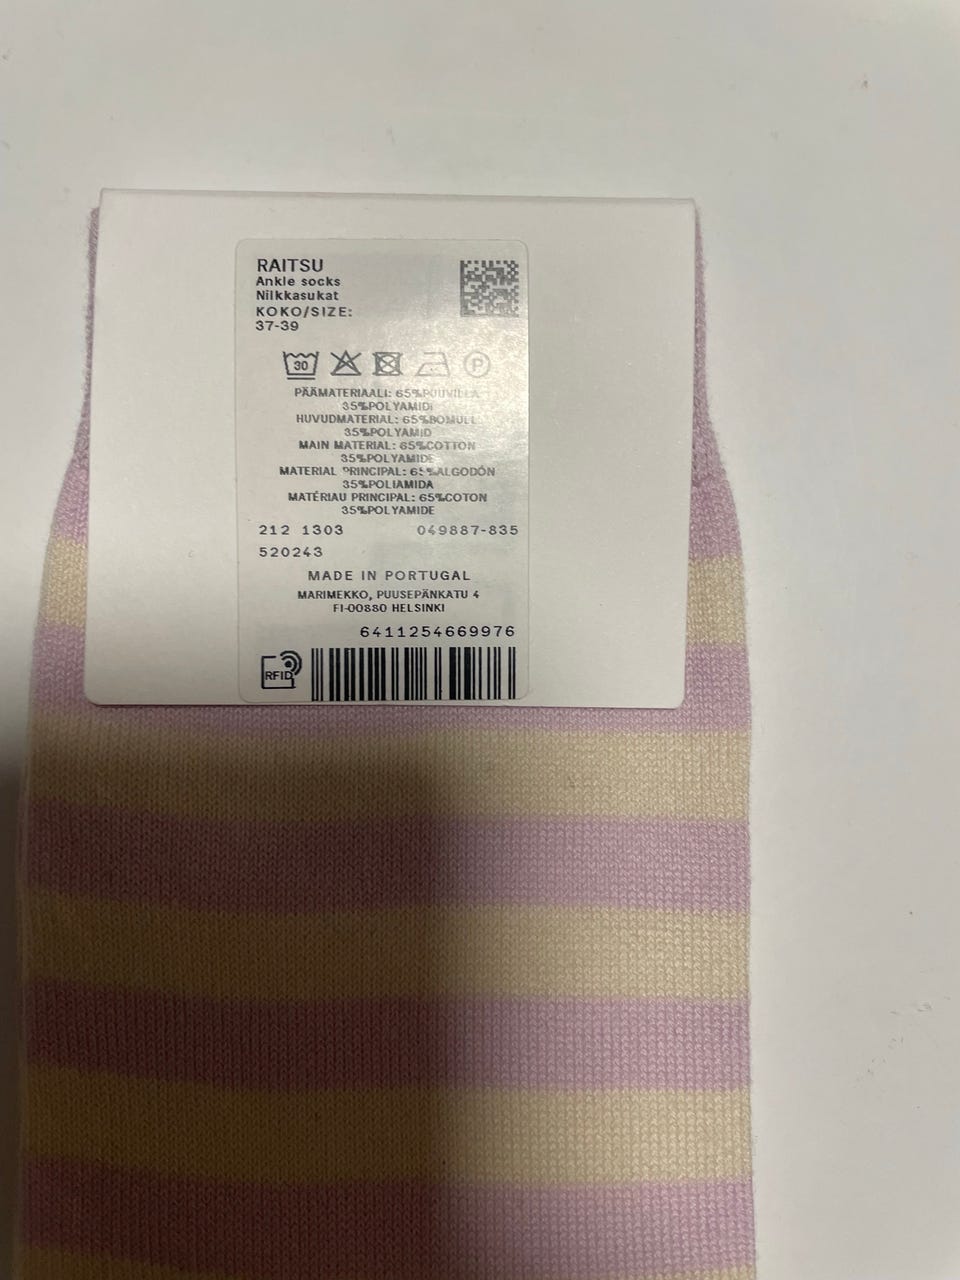 RAITSU
Ankle socks
Nilkkasukat
KOKO/SIZE:
37-39
30
P
PÄÄMATERIAALI: 65%PUUVILLA
35%POLYAMIDI
HUVUDMATERIAL: 65%BOMULL
35%POLYAMID
MAIN MATERIAL: 65%COTTON
35%POLYAMIDE
MATERIAL PRINCIPAL: 65%ALGODÓN
35%POLIAMIDA
MATÉRIAU PRINCIPAL: 65%COTON
35%POLYAMIDE
212 1303 049887-835
520243
MADE IN PORTUGAL
MARIMEKKO, PUUSEPÄNKATU 4
FI-00880 HELSINKI
6411254669976
RFID